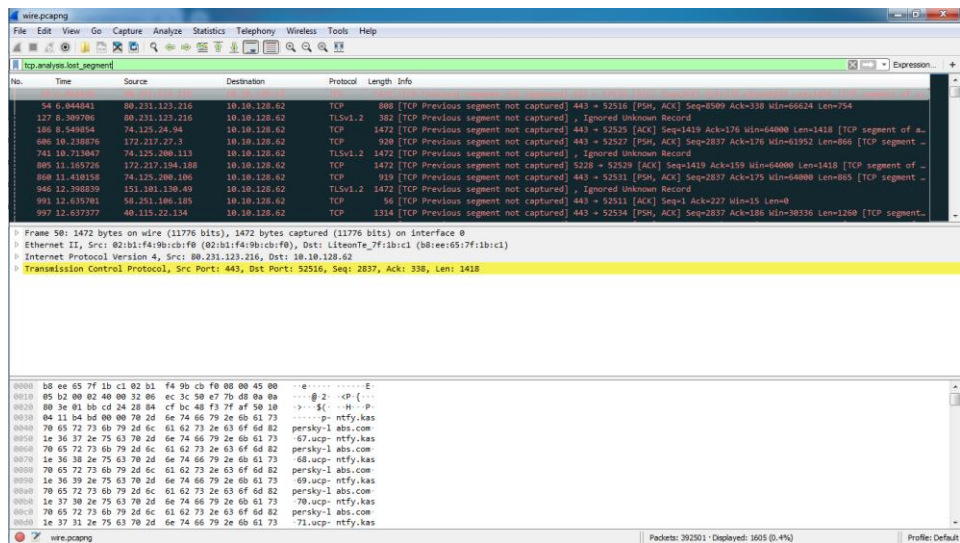 wire.pcapng
File Edit View Go Capture Analyze Statistics Telephony Wireless Tools Help
tcp.analysis.lost_segment Expression... +
No. Time Source Destination Protocol Length Info
54 6.044841 80.231.123.216 10.10.128.62 TCP 808 [TCP Previous segment not captured] 443 → 52516 [PSH, ACK] Seq=8509 Ack=338 Win=66624 Len=754
127 8.309706 80.231.123.216 10.10.128.62 TLSv1.2 382 [TCP Previous segment not captured] , Ignored Unknown Record
186 8.549854 74.125.24.94 10.10.128.62 TCP 1472 [TCP Previous segment not captured] 443 → 52525 [ACK] Seq=1419 Ack=176 Win=64000 Len=1418 [TCP segment of a…
606 10.238876 172.217.27.3 10.10.128.62 TCP 920 [TCP Previous segment not captured] 443 → 52527 [PSH, ACK] Seq=2837 Ack=176 Win=61952 Len=866 [TCP segment …
741 10.713047 74.125.200.113 10.10.128.62 TLSv1.2 1472 [TCP Previous segment not captured] , Ignored Unknown Record
805 11.165726 172.217.194.188 10.10.128.62 TCP 1472 [TCP Previous segment not captured] 5228 → 52529 [ACK] Seq=1419 Ack=159 Win=64000 Len=1418 [TCP segment of …
860 11.410158 74.125.200.106 10.10.128.62 TCP 919 [TCP Previous segment not captured] 443 → 52531 [PSH, ACK] Seq=2837 Ack=175 Win=64000 Len=865 [TCP segment …
946 12.398839 151.101.130.49 10.10.128.62 TLSv1.2 1472 [TCP Previous segment not captured] , Ignored Unknown Record
991 12.635701 58.251.106.185 10.10.128.62 TCP 56 [TCP Previous segment not captured] 443 → 52511 [ACK] Seq=1 Ack=227 Win=15 Len=0
997 12.637377 40.115.22.134 10.10.128.62 TCP 1314 [TCP Previous segment not captured] 443 → 52534 [PSH, ACK] Seq=2837 Ack=186 Win=30336 Len=1260 [TCP segment…
Frame 50: 1472 bytes on wire (11776 bits), 1472 bytes captured (11776 bits) on interface 0
Ethernet II, Src: 02:b1:f4:9b:cb:f0 (02:b1:f4:9b:cb:f0), Dst: LiteonTe_7f:1b:c1 (b8:ee:65:7f:1b:c1)
Internet Protocol Version 4, Src: 80.231.123.216, Dst: 10.10.128.62
Transmission Control Protocol, Src Port: 443, Dst Port: 52516, Seq: 2837, Ack: 338, Len: 1418
0000 b8 ee 65 7f 1b c1 02 b1 f4 9b cb f0 08 00 45 00 ··e····· ······E·
0010 05 b2 00 02 40 00 32 06 ec 3c 50 e7 7b d8 0a 0a ····@·2· ·<P·{···
0020 80 3e 01 bb cd 24 28 84 cf bc 48 f3 7f af 50 10 ·>···$(· ··H···P·
0030 04 11 b4 bd 00 00 70 2d 6e 74 66 79 2e 6b 61 73 ······p- ntfy.kas
0040 70 65 72 73 6b 79 2d 6c 61 62 73 2e 63 6f 6d 82 persky-l abs.com·
0050 1e 36 37 2e 75 63 70 2d 6e 74 66 79 2e 6b 61 73 ·67.ucp- ntfy.kas
0060 70 65 72 73 6b 79 2d 6c 61 62 73 2e 63 6f 6d 82 persky-l abs.com·
0070 1e 36 38 2e 75 63 70 2d 6e 74 66 79 2e 6b 61 73 ·68.ucp- ntfy.kas
0080 70 65 72 73 6b 79 2d 6c 61 62 73 2e 63 6f 6d 82 persky-l abs.com·
0090 1e 36 39 2e 75 63 70 2d 6e 74 66 79 2e 6b 61 73 ·69.ucp- ntfy.kas
00a0 70 65 72 73 6b 79 2d 6c 61 62 73 2e 63 6f 6d 82 persky-l abs.com·
00b0 1e 37 30 2e 75 63 70 2d 6e 74 66 79 2e 6b 61 73 ·70.ucp- ntfy.kas
00c0 70 65 72 73 6b 79 2d 6c 61 62 73 2e 63 6f 6d 82 persky-l abs.com·
00d0 1e 37 31 2e 75 63 70 2d 6e 74 66 79 2e 6b 61 73 ·71.ucp- ntfy.kas
wire.pcapng Packets: 392501 · Displayed: 1605 (0.4%) Profile: Default